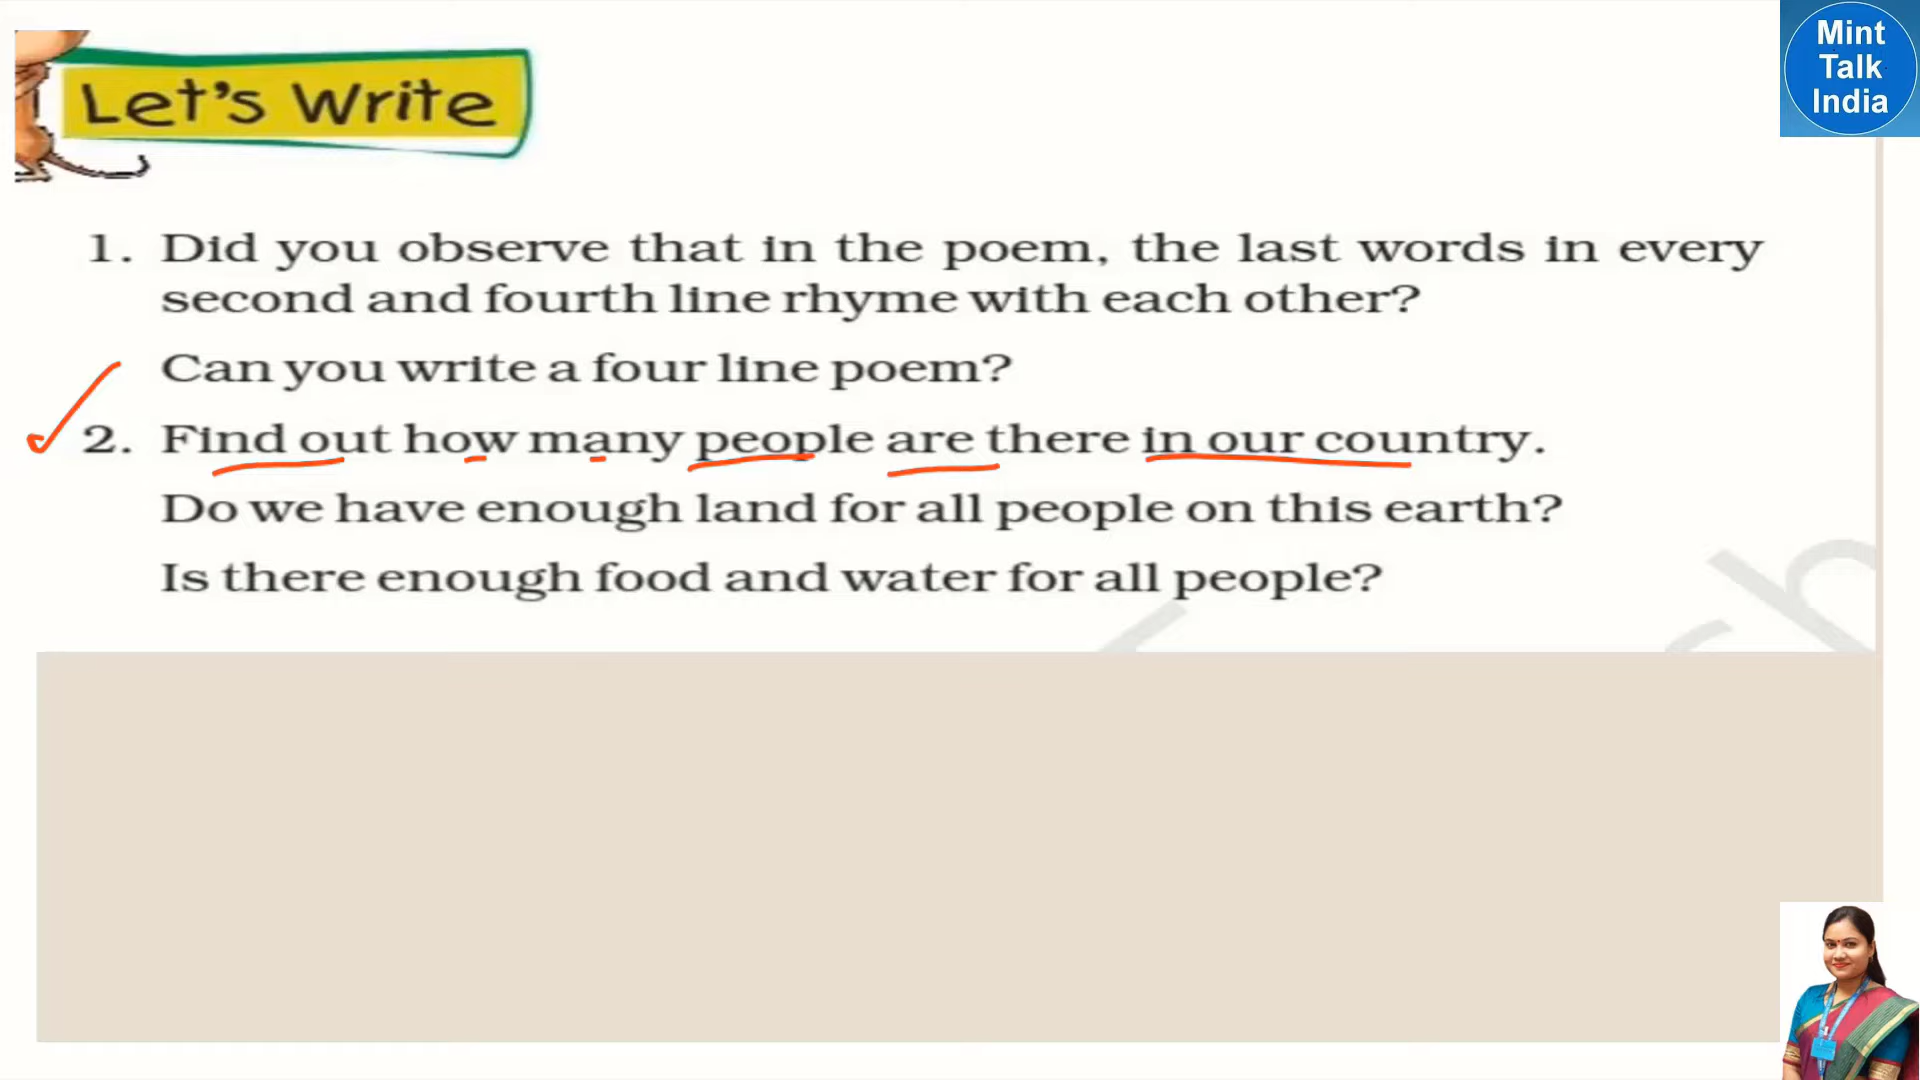 Mint
Talk
India
Let's Write
1. Did you observe that in the poem, the last words in every
second and fourth line rhyme with each other?
Can you write a four line poem?
2. Find out how many people are there in our country.
Do we have enough land for all people on this earth?
Is there enough food and water for all people?